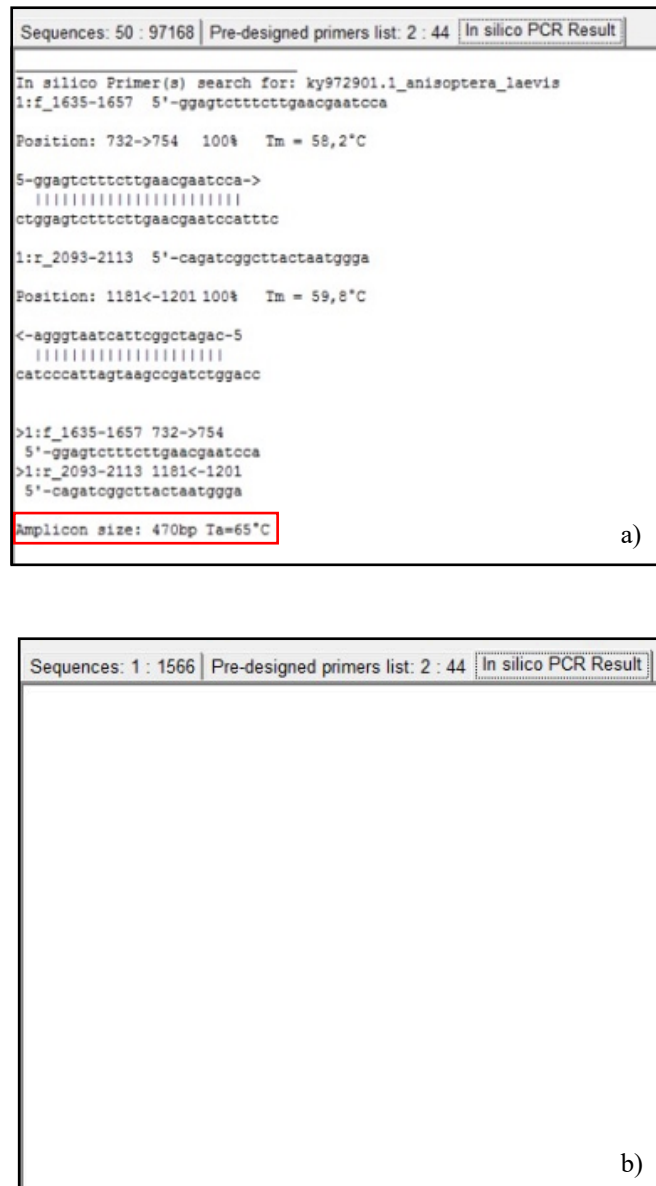 Sequences: 50 : 97168 Pre-designed primers list: 2 : 44 In silico PCR Result
In silico Primer(s) search for: ky972901.1_anisoptera_laevis
1:f_1635-1657 5'-ggagtctttcttgaacgaatcca
Position: 732->754 100% Tm = 58,2°C
5-ggagtctttcttgaacgaatcca->
|||||||||||||||||||||||
ctggagtctttcttgaacgaatccatttc
1:r_2093-2113 5'-cagatcggcttactaatggga
Position: 1181<-1201 100% Tm = 59,8°C
<-agggtaatcattcggctagac-5
|||||||||||||||||||||
catcccattagtaagccgatctggacc
>1:f_1635-1657 732->754
5'-ggagtctttcttgaacgaatcca
>1:r_2093-2113 1181<-1201
5'-cagatcggcttactaatggga
Amplicon size: 470bp Ta=65°C
a)
Sequences: 1 : 1566 Pre-designed primers list: 2 : 44 In silico PCR Result
b)